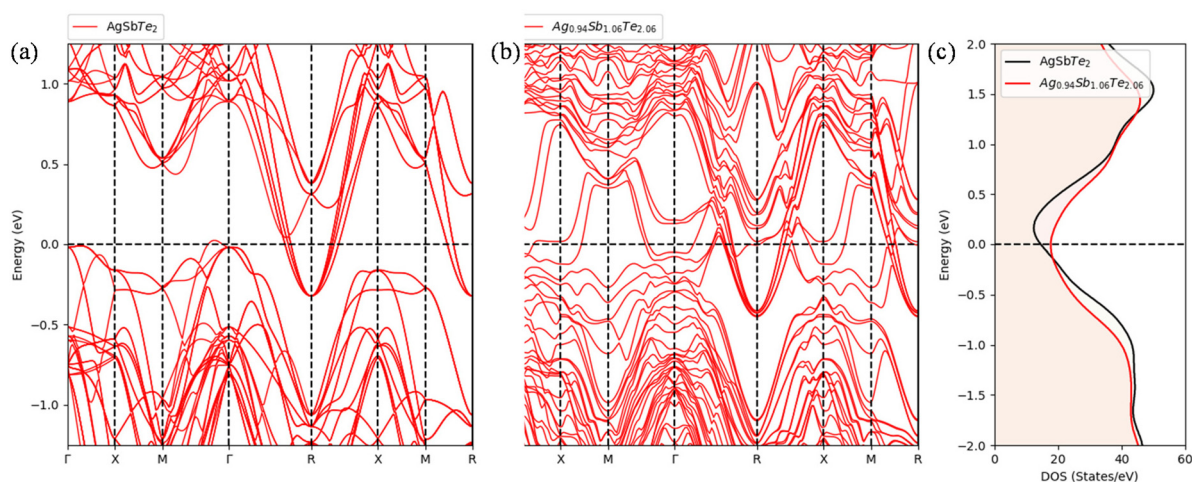 AgSbTe2
Ag0.94Sb1.06Te2.06
(a)
(b)
(c)
AgSbTe2
Ag0.94Sb1.06Te2.06
Energy (eV)
1.0
0.5
0.0
−0.5
−1.0
Γ X M Γ R X M R
X M Γ R X M R
Energy (eV)
2.0
1.5
1.0
0.5
0.0
−0.5
−1.0
−1.5
−2.0
0 20 40 60
DOS (States/eV)